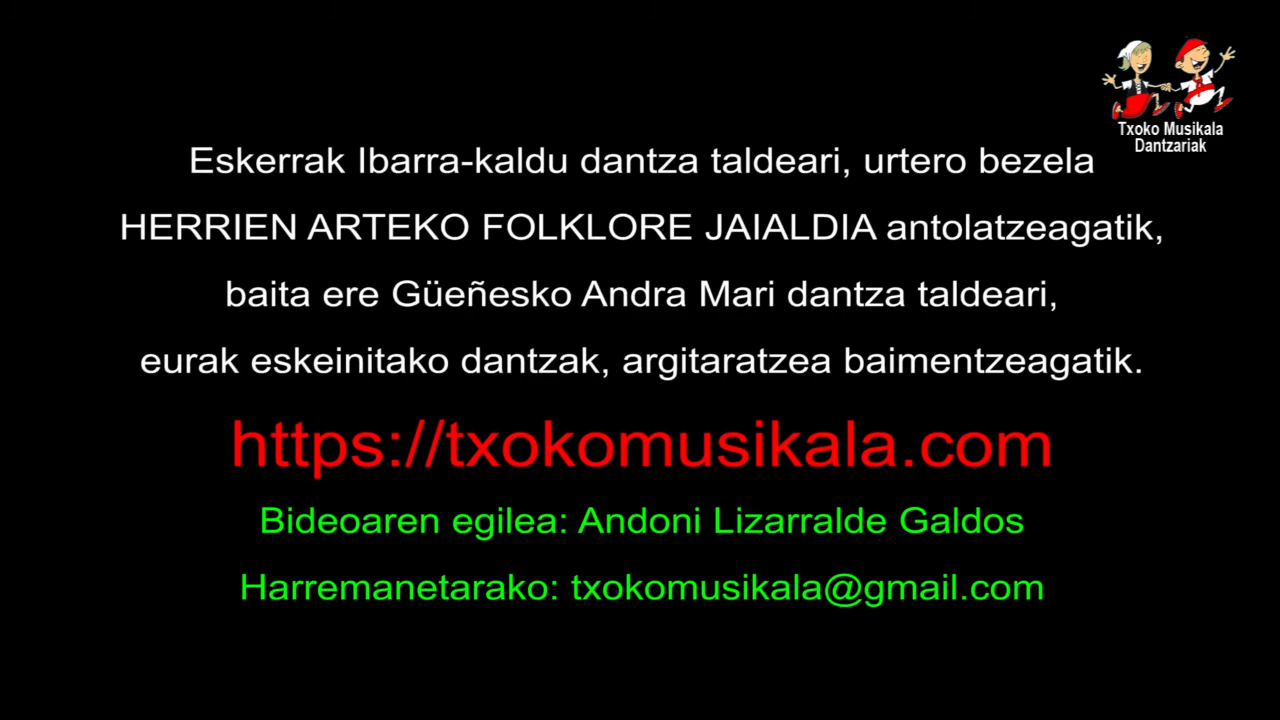 Txoko Musikala
Dantzariak
Eskerrak Ibarra-kaldu dantza taldeari, urtero bezela
HERRIEN ARTEKO FOLKLORE JAIALDIA antolatzeagatik,
baita ere Güeñesko Andra Mari dantza taldeari,
eurak eskeinitako dantzak, argitaratzea baimentzeagatik.
https://txokomusikala.com
Bideoaren egilea: Andoni Lizarralde Galdos
Harremanetarako: txokomusikala@gmail.com